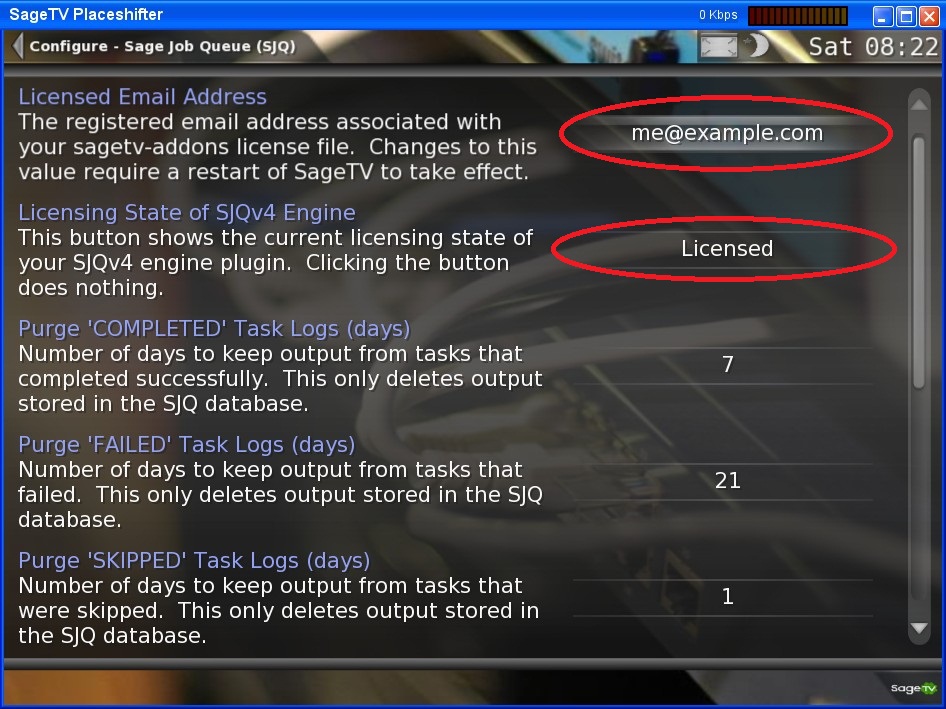 SageTV Placeshifter
0 Kbps
Configure - Sage Job Queue (SJQ)
Sat 08:22
Licensed Email Address
The registered email address associated with
your sagetv-addons license file.  Changes to this
value require a restart of SageTV to take effect.
me@example.com
Licensing State of SJQv4 Engine
This button shows the current licensing state of
your SJQv4 engine plugin.  Clicking the button
does nothing.
Licensed
Purge 'COMPLETED' Task Logs (days)
Number of days to keep output from tasks that
completed successfully.  This only deletes output
stored in the SJQ database.
7
Purge 'FAILED' Task Logs (days)
Number of days to keep output from tasks that
failed.  This only deletes output stored in the SJQ
database.
21
Purge 'SKIPPED' Task Logs (days)
Number of days to keep output from tasks that
were skipped.  This only deletes output stored in
the SJQ database.
1
SageTV